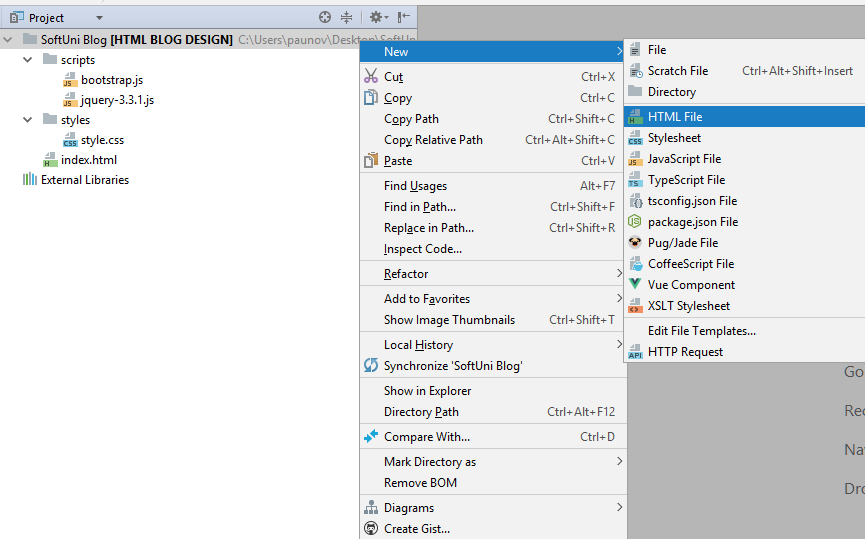 Project
SoftUni Blog [HTML BLOG DESIGN] C:\Users\paunov\Desktop\SoftUn
scripts
bootstrap.js
jquery-3.3.1.js
styles
style.css
index.html
External Libraries
New
Cut Ctrl+X
Copy Ctrl+C
Copy Path Ctrl+Shift+C
Copy Relative Path Ctrl+Alt+Shift+C
Paste Ctrl+V
Find Usages Alt+F7
Find in Path... Ctrl+Shift+F
Replace in Path... Ctrl+Shift+R
Inspect Code...
Refactor
Add to Favorites
Show Image Thumbnails Ctrl+Shift+T
Local History
Synchronize 'SoftUni Blog'
Show in Explorer
Directory Path Ctrl+Alt+F12
Compare With... Ctrl+D
Mark Directory as
Remove BOM
Diagrams
Create Gist...
File
Scratch File Ctrl+Alt+Shift+Insert
Directory
HTML File
Stylesheet
JavaScript File
TypeScript File
tsconfig.json File
package.json File
Pug/Jade File
CoffeeScript File
Vue Component
XSLT Stylesheet
Edit File Templates...
HTTP Request
Go
Rec
Nav
Dro